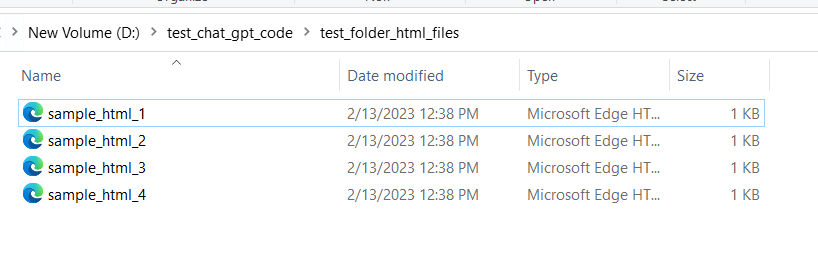 New Volume (D:) test_chat_gpt_code test_folder_html_files
Name Date modified Type Size
sample_html_1 2/13/2023 12:38 PM Microsoft Edge HT... 1 KB
sample_html_2 2/13/2023 12:38 PM Microsoft Edge HT... 1 KB
sample_html_3 2/13/2023 12:38 PM Microsoft Edge HT... 1 KB
sample_html_4 2/13/2023 12:38 PM Microsoft Edge HT... 1 KB